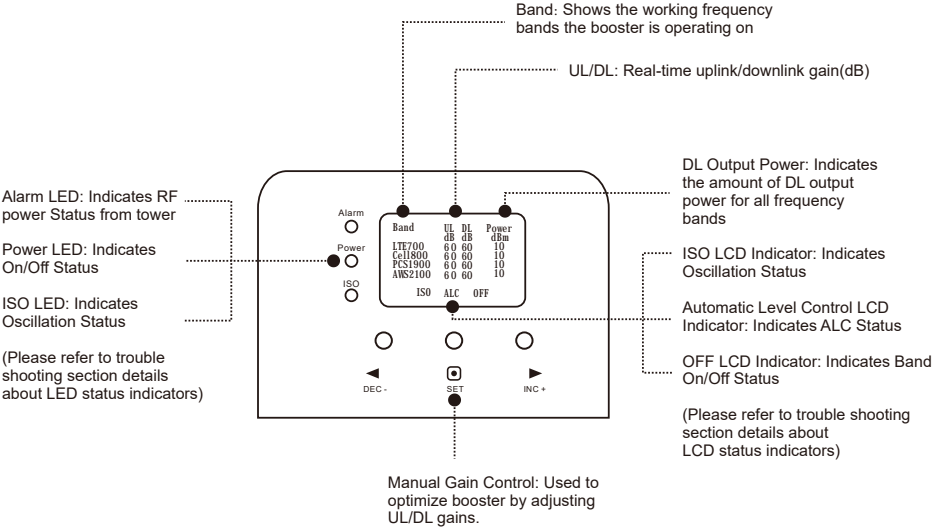 Band: Shows the working frequency
bands the booster is operating on
UL/DL: Real-time uplink/downlink gain(dB)
DL Output Power: Indicates
the amount of DL output
power for all frequency
bands
Alarm LED: Indicates RF
power Status from tower
Power LED: Indicates
On/Off Status
ISO LED: Indicates
Oscillation Status
(Please refer to trouble
shooting section details
about LED status indicators)
Alarm
Power
ISO
Band UL DL Power
dB dB dBm
LTE700 60 60 10
Cell800 60 60 10
PCS1900 60 60 10
AWS2100 60 60 10
ISO ALC OFF
DEC - SET INC +
ISO LCD Indicator: Indicates
Oscillation Status
Automatic Level Control LCD
Indicator: Indicates ALC Status
OFF LCD Indicator: Indicates Band
On/Off Status
(Please refer to trouble shooting
section details about
LCD status indicators)
Manual Gain Control: Used to
optimize booster by adjusting
UL/DL gains.